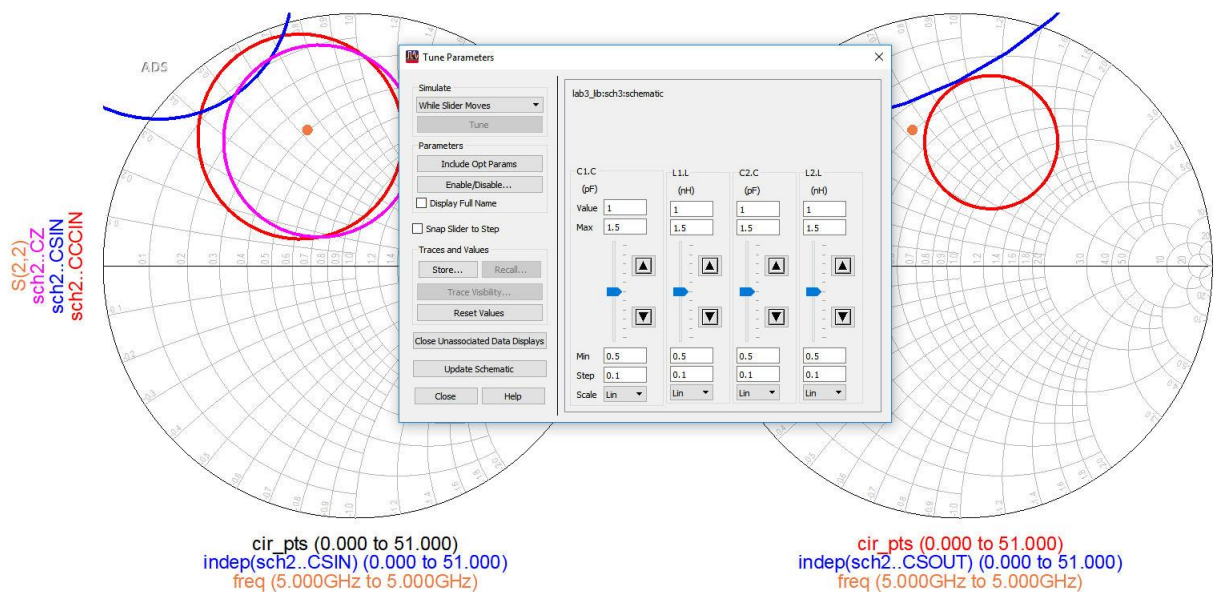 ADS
Tune Parameters
Simulate
While Slider Moves
Tune
Parameters
Include Opt Params
Enable/Disable...
Display Full Name
Snap Slider to Step
Traces and Values
Store... Recall...
Trace Visibility...
Reset Values
Close Unassociated Data Displays
Update Schematic
Close Help
lab3_lib:sch3:schematic
C1.C L1.L C2.C L2.L
(pF) (nH) (pF) (nH)
Value 1 1 1 1
Max 1.5 1.5 1.5 1.5
Min 0.5 0.5 0.5 0.5
Step 0.1 0.1 0.1 0.1
Scale Lin Lin Lin Lin
S(2,2)
sch2..CZ
sch2..CSIN
sch2..CCCIN
cir_pts (0.000 to 51.000)
indep(sch2..CSIN) (0.000 to 51.000)
freq (5.000GHz to 5.000GHz)
cir_pts (0.000 to 51.000)
indep(sch2..CSOUT) (0.000 to 51.000)
freq (5.000GHz to 5.000GHz)